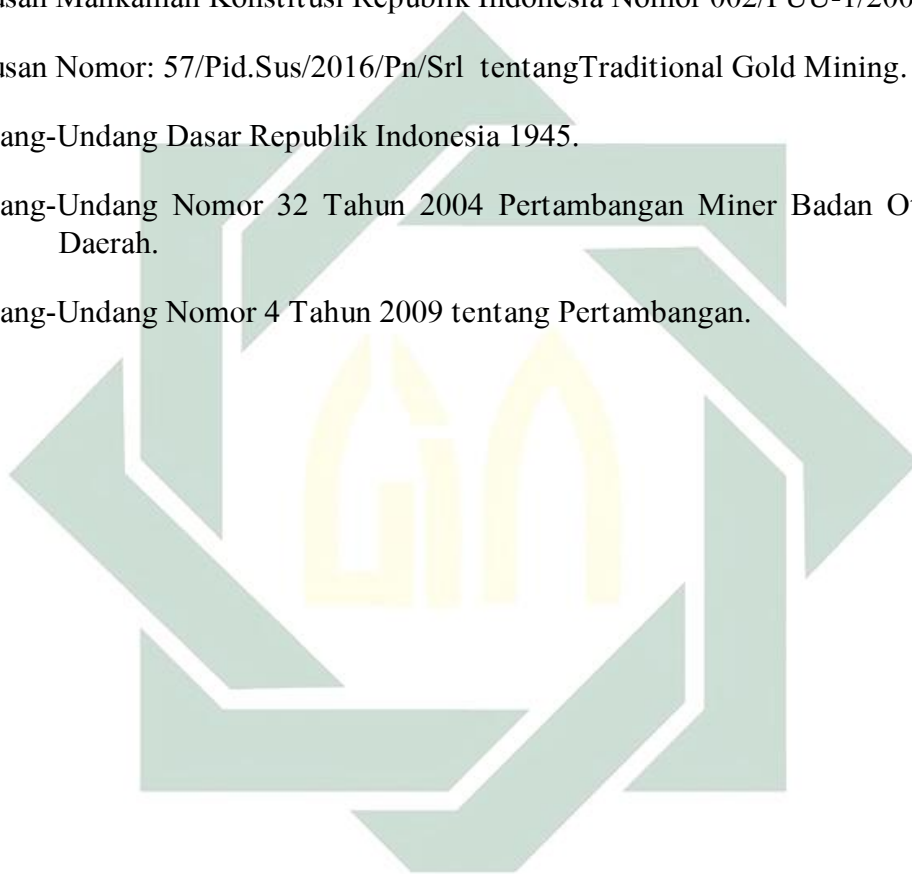 usan Mahkamah Konstitusi Republik Indonesia Nomor 002/PUU-1/200
usan Nomor: 57/Pid.Sus/2016/Pn/Srl tentangTraditional Gold Mining.
ang-Undang Dasar Republik Indonesia 1945.
ang-Undang Nomor 32 Tahun 2004 Pertambangan Miner Badan Ot
Daerah.
ang-Undang Nomor 4 Tahun 2009 tentang Pertambangan.